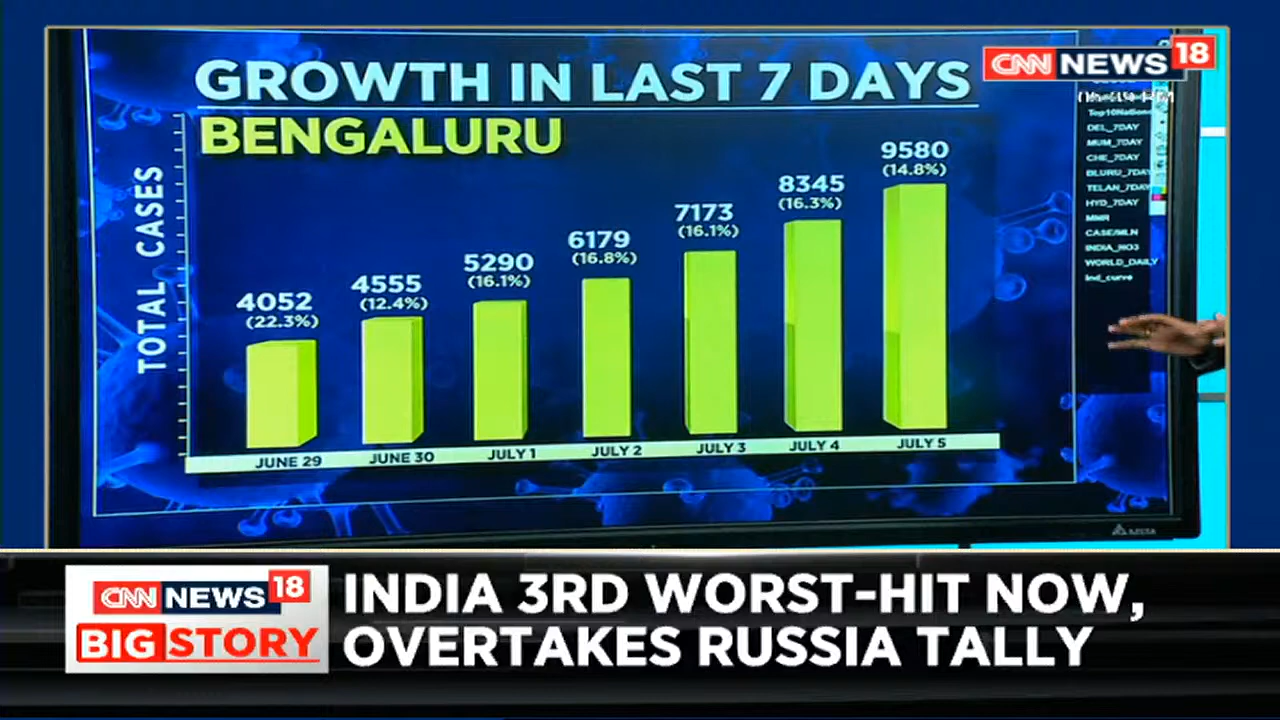 GROWTH IN LAST 7 DAYS
CNN NEWS 18
BENGALURU
TOTAL CASES
4052
(22.3%)
4555
(12.4%)
5290
(16.1%)
6179
(16.8%)
7173
(16.1%)
8345
(16.3%)
9580
(14.8%)
JUNE 29
JUNE 30
JULY 1
JULY 2
JULY 3
JULY 4
JULY 5
DEL_7DAY
MUM_7DAY
CHE_7DAY
BLURU_7DAY
TELAN_7DAY
HYD_7DAY
MMR
CASE/MLN
INDIA_NO3
WORLD_DAILY
Ind_curve
CNN NEWS 18
BIG STORY
INDIA 3RD WORST-HIT NOW,
OVERTAKES RUSSIA TALLY